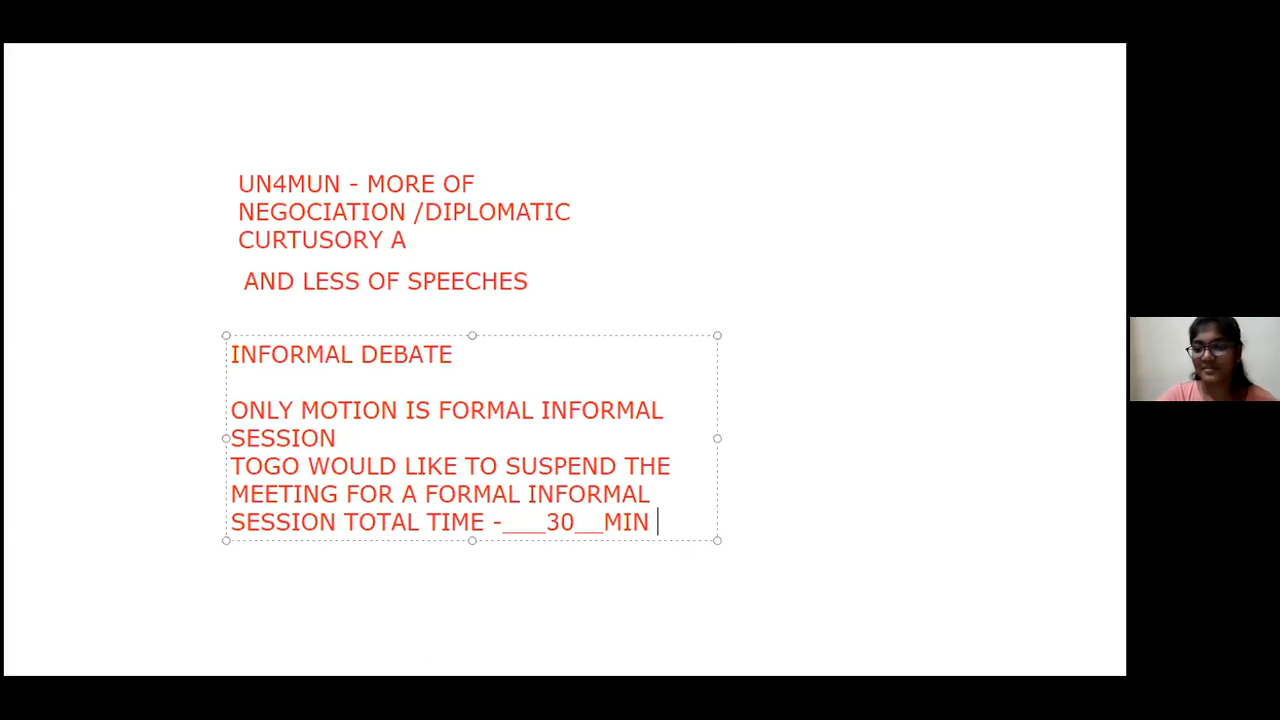 UN4MUN - MORE OF
NEGOCIATION /DIPLOMATIC
CURTUSORY A
AND LESS OF SPEECHES
INFORMAL DEBATE
ONLY MOTION IS FORMAL INFORMAL
SESSION
TOGO WOULD LIKE TO SUSPEND THE
MEETING FOR A FORMAL INFORMAL
SESSION TOTAL TIME -___30__MIN